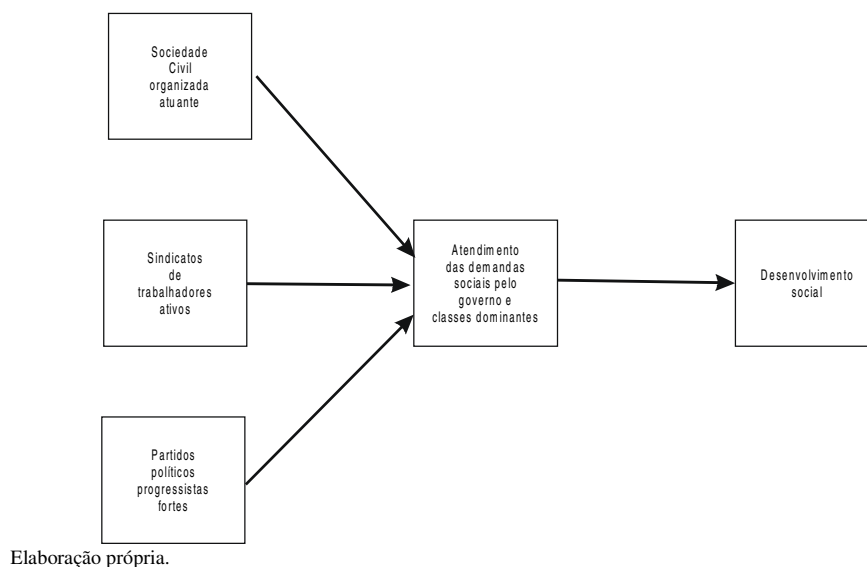 Sociedade
Civil
organizada
atuante
Sindicatos
de
trabalhadores
ativos
Partidos
políticos
progressistas
fortes
Atendimento
das demandas
sociais pelo
governo e
classes dominantes
Desenvolvimento
social
Elaboração própria.